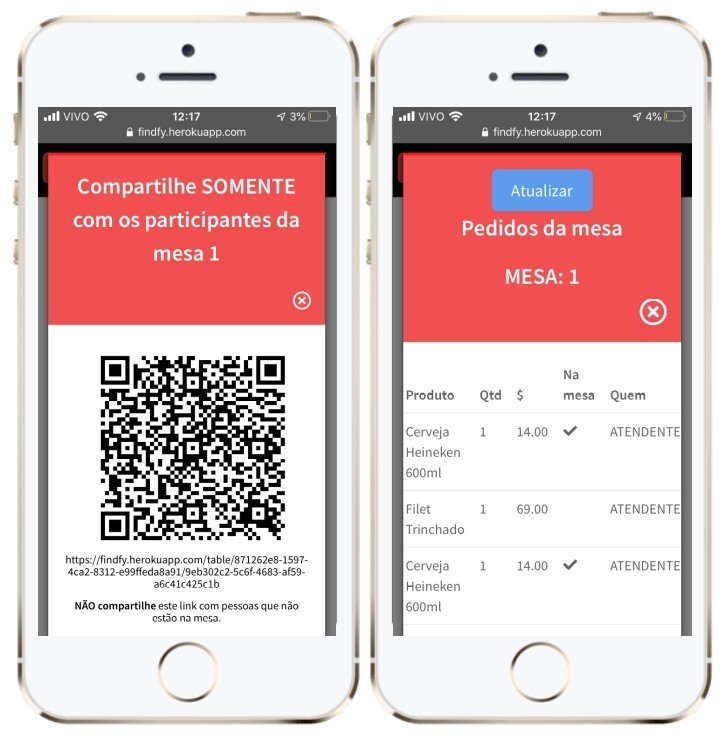 VIVO 12:17 3%
findfy.herokuapp.com
Compartilhe SOMENTE
com os participantes da
mesa 1
https://findfy.herokuapp.com/table/871262e8-1597-
4ca2-8312-e99ffeda8a91/9eb302c2-5c6f-4683-af59-
a6c41c425c1b
NÃO compartilhe este link com pessoas que não
estão na mesa.
VIVO 12:17 4%
findfy.herokuapp.com
Atualizar
Pedidos da mesa
MESA: 1
Na
Produto Qtd $ mesa Quem
Cerveja 1 14.00 ✔ ATENDENTE
Heineken
600ml
Filet 1 69.00 ATENDENTE
Trinchado
Cerveja 1 14.00 ✔ ATENDENTE
Heineken
600ml